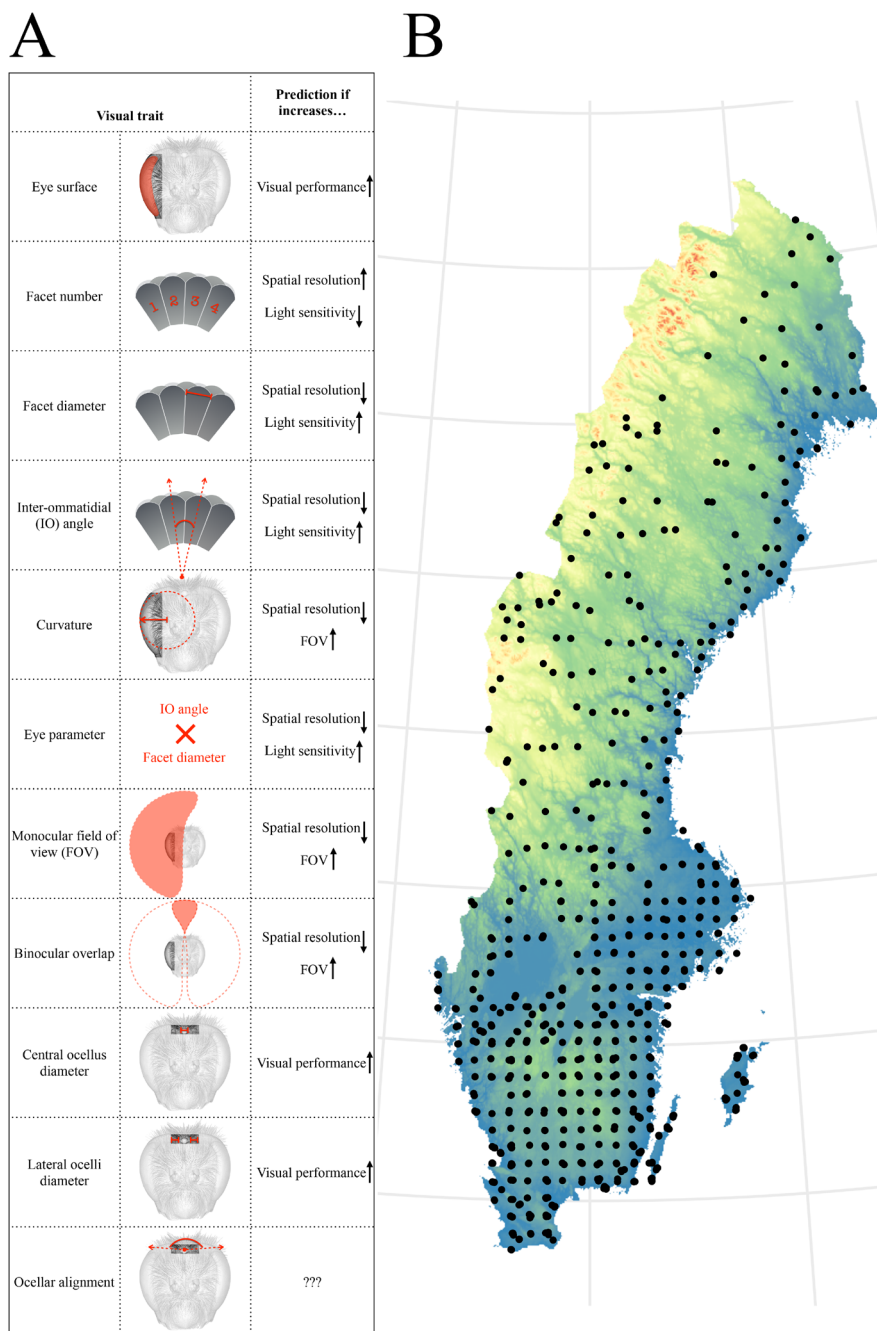 A
B
Visual trait
Prediction if
increases…
Eye surface
Visual performance↑
Facet number
1 2 3 4
Spatial resolution↑
Light sensitivity↓
Facet diameter
Spatial resolution↓
Light sensitivity↑
Inter-ommatidial
(IO) angle
Spatial resolution↓
Light sensitivity↑
Curvature
Spatial resolution↓
FOV↑
Eye parameter
IO angle
×
Facet diameter
Spatial resolution↓
Light sensitivity↑
Monocular field of
view (FOV)
Spatial resolution↓
FOV↑
Binocular overlap
Spatial resolution↓
FOV↑
Central ocellus
diameter
Visual performance↑
Lateral ocelli
diameter
Visual performance↑
Ocellar alignment
???